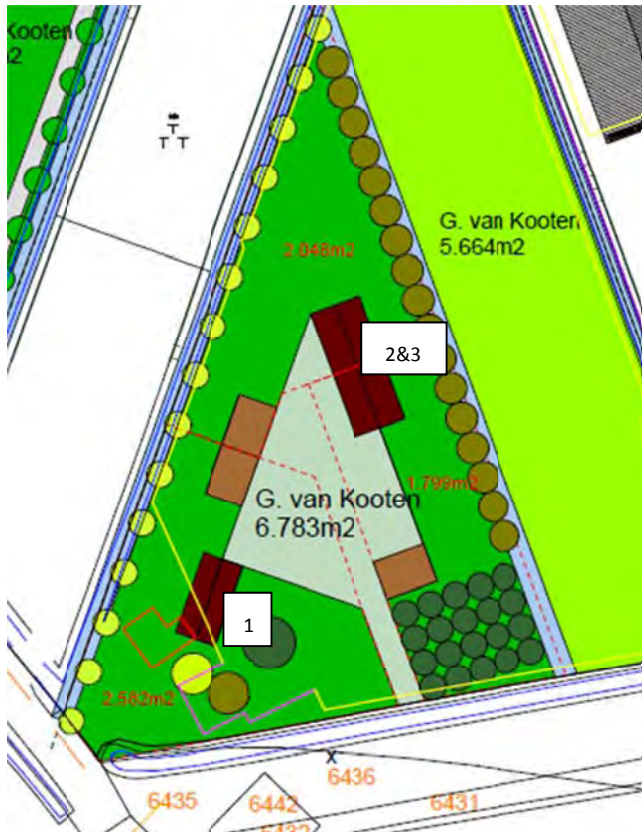 Kooten
m2
T
T T
G. van Kooten
5.664m2
2.048m2
2&3
1.799m2
G. van Kooten
6.783m2
1
2.582m2
X
6436
6435
6442
6431